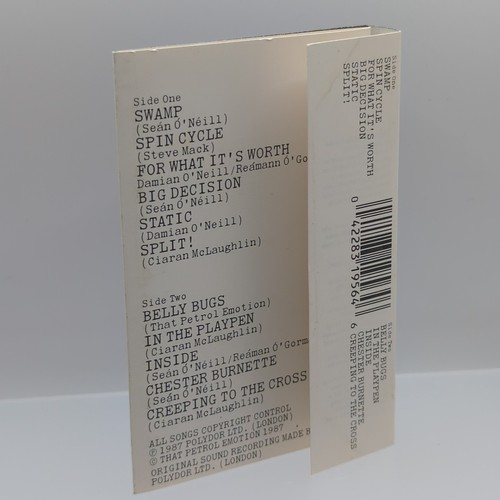 Side One
SWAMP
(Seán O'Néill)
SPIN CYCLE
(Steve Mack)
FOR WHAT IT'S WORTH
Damian O'Neill/Reámann O'Go
BIG DECISION
(Seán O'Néill)
STATIC
(Damian O'Neill)
SPLIT!
(Ciaran McLaughlin)
Side Two
BELLY BUGS
(That Petrol Emotion)
IN THE PLAYPEN
(Ciaran McLaughlin)
INSIDE
(Seán O'Néill/Reáman O'Gorm
CHESTER BURNETTE
(Seán O'Néill)
CREEPING TO THE CROSS
(Ciaran McLaughlin)
ALL SONGS COPYRIGHT CONTROL
℗ 1987 POLYDOR LTD. (LONDON)
© THAT PETROL EMOTION 1987
ORIGINAL SOUND RECORDING MADE B
POLYDOR LTD. (LONDON)
Side One
SWAMP
SPIN CYCLE
FOR WHAT IT'S WORTH
BIG DECISION
STATIC
SPLIT!
0 42283 19564 6
Side Two
BELLY BUGS
IN THE PLAYPEN
INSIDE
CHESTER BURNETTE
CREEPING TO THE CROSS